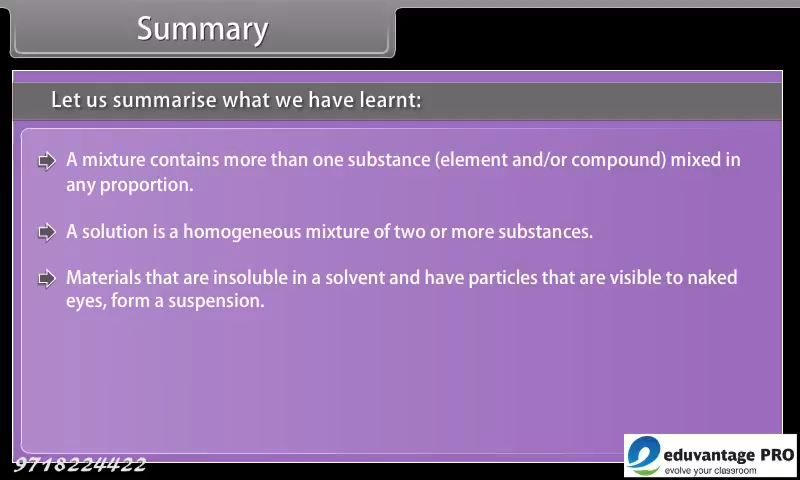 Summary
Let us summarise what we have learnt:
A mixture contains more than one substance (element and/or compound) mixed in
any proportion.
A solution is a homogeneous mixture of two or more substances.
Materials that are insoluble in a solvent and have particles that are visible to naked
eyes, form a suspension.
9718224422
eduvantage PRO
evolve your classroom